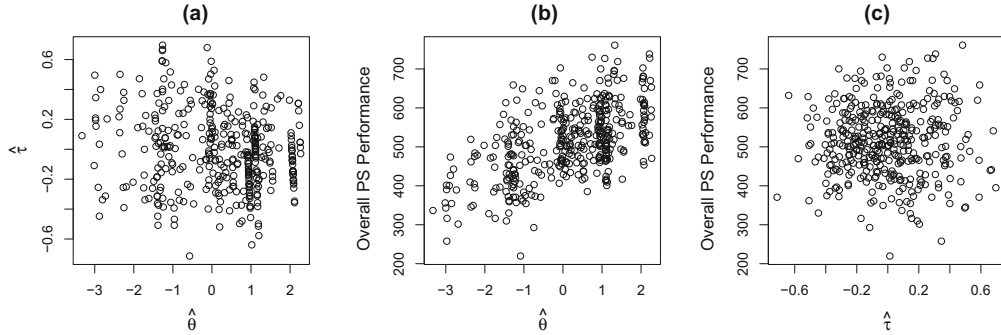 (a)
0.6
0.2
−0.2
−0.6
τ̂
−3 −2 −1 0 1 2
θ̂
(b)
700
600
500
400
300
200
Overall PS Performance
−3 −2 −1 0 1 2
θ̂
(c)
700
600
500
400
300
200
Overall PS Performance
−0.6 −0.2 0.2 0.6
τ̂